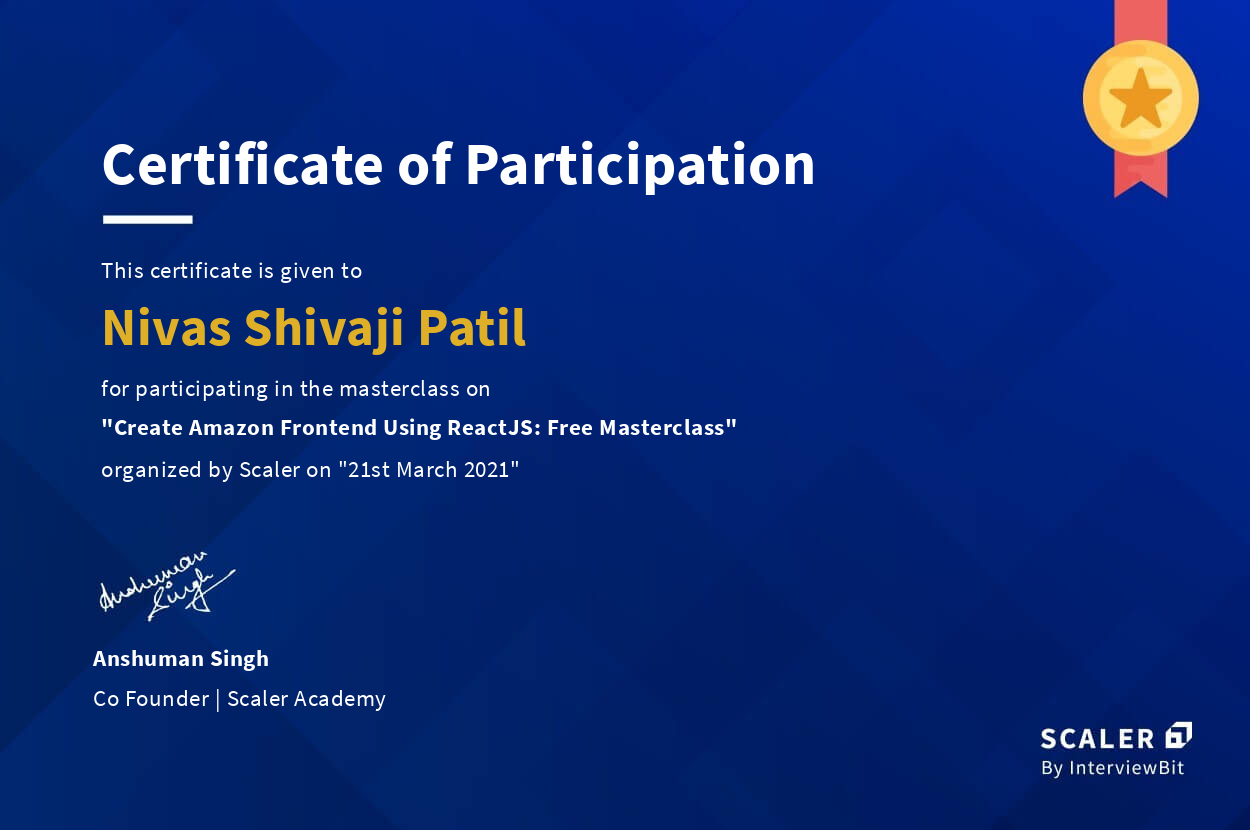 Certificate of Participation
This certificate is given to
Nivas Shivaji Patil
for participating in the masterclass on
"Create Amazon Frontend Using ReactJS: Free Masterclass"
organized by Scaler on "21st March 2021"
Anshuman
Singh
Anshuman Singh
Co Founder | Scaler Academy
SCALER
By InterviewBit